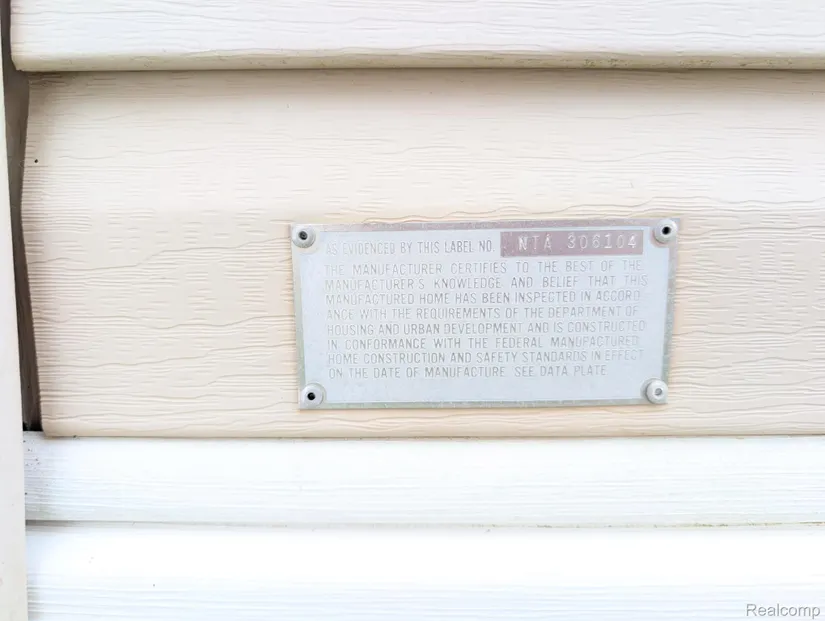 AS EVIDENCED BY THIS LABEL NO. NTA 306104
THE MANUFACTURER CERTIFIES TO THE BEST OF THE
MANUFACTURER'S KNOWLEDGE AND BELIEF THAT THIS
MANUFACTURED HOME HAS BEEN INSPECTED IN ACCORD
ANCE WITH THE REQUIREMENTS OF THE DEPARTMENT OF
HOUSING AND URBAN DEVELOPMENT AND IS CONSTRUCTED
IN CONFORMANCE WITH THE FEDERAL MANUFACTURED
HOME CONSTRUCTION AND SAFETY STANDARDS IN EFFECT
ON THE DATE OF MANUFACTURE. SEE DATA PLATE
Realcomp